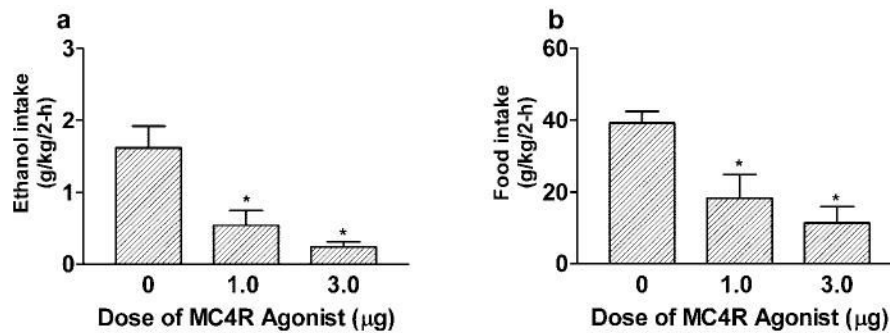 a
Ethanol intake
(g/kg/2-h)
3
2
1
0
*
*
0 1.0 3.0
Dose of MC4R Agonist (μg)
b
Food intake
(g/kg/2-h)
60
40
20
0
*
*
0 1.0 3.0
Dose of MC4R Agonist (μg)